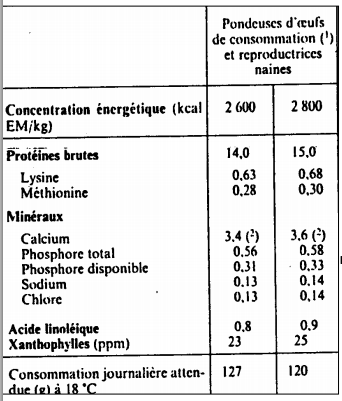 Pondeuses d'œufs
de consommation (¹)
et reproductrices
naines
Concentration énergétique (kcal EM/kg) 2 600 2 800
Protéines brutes 14,0 15,0
Lysine 0,63 0,68
Méthionine 0,28 0,30
Minéraux
Calcium 3,4 (²) 3,6 (²)
Phosphore total 0,56 0,58
Phosphore disponible 0,31 0,33
Sodium 0,13 0,14
Chlore 0,13 0,14
Acide linoléique 0,8 0,9
Xanthophylles (ppm) 23 25
Consommation journalière atten- 127 120
due (g) à 18 °C